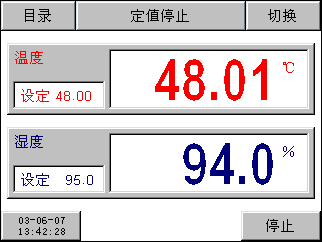 目录 定值停止 切换
温度
48.01 ℃
设定 48.00
湿度
94.0 %
设定 95.0
03-06-07
13:42:28
停止